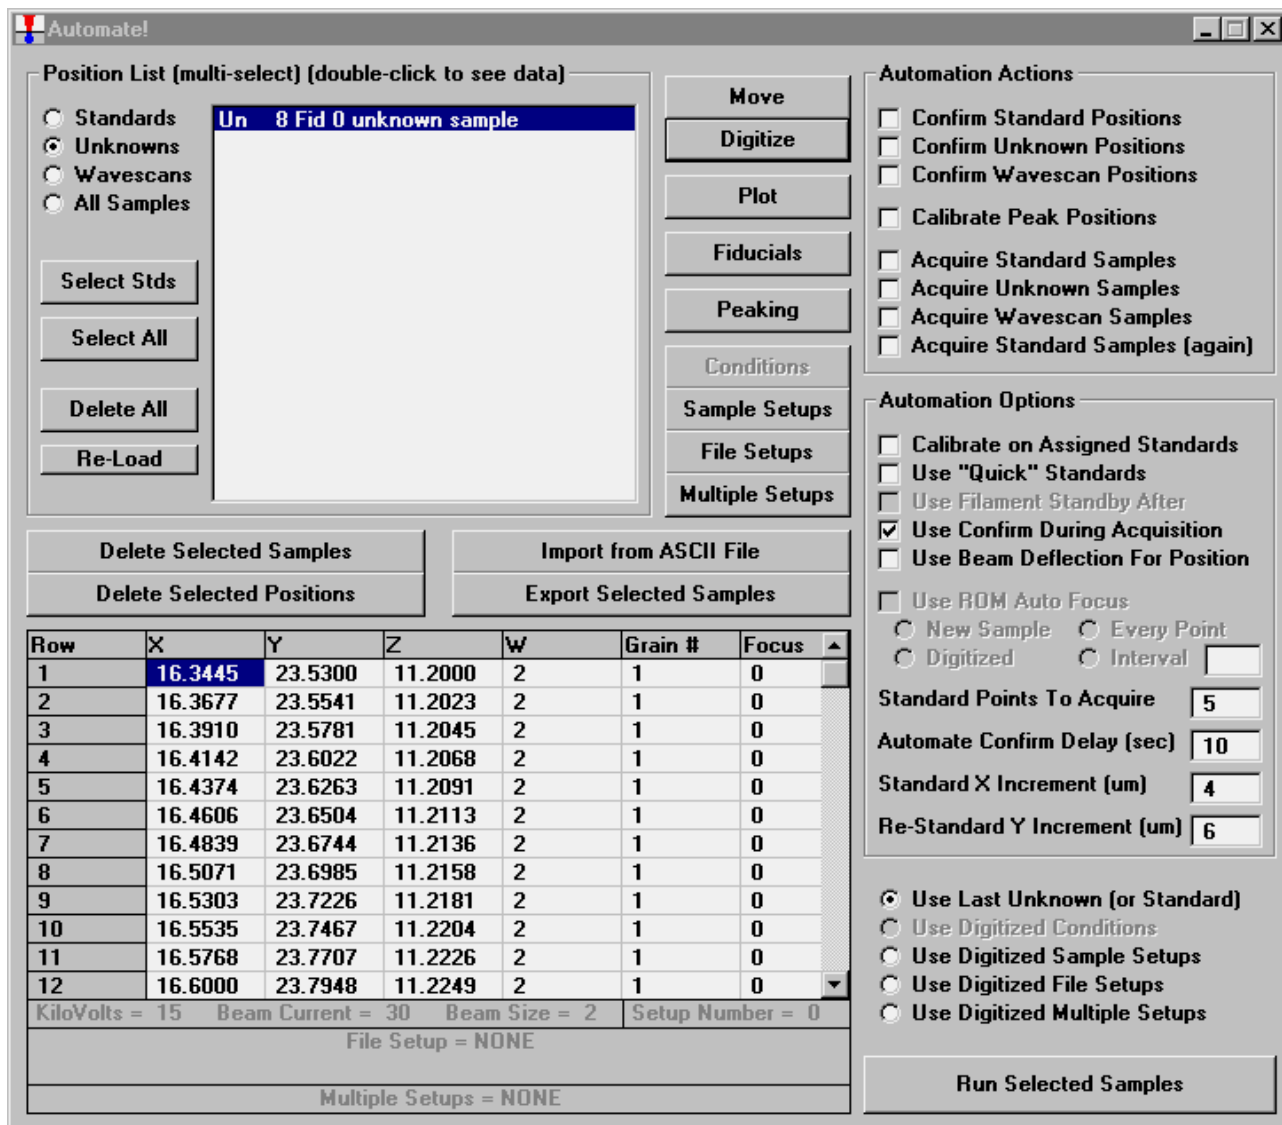 Automate!
Position List (multi-select) (double-click to see data)
Standards
Unknowns
Wavescans
All Samples
Un 8 Fid 0 unknown sample
Select Stds
Select All
Delete All
Re-Load
Move
Digitize
Plot
Fiducials
Peaking
Conditions
Sample Setups
File Setups
Multiple Setups
Delete Selected Samples
Import from ASCII File
Delete Selected Positions
Export Selected Samples
Row X Y Z W Grain # Focus
1 16.3445 23.5300 11.2000 2 1 0
2 16.3677 23.5541 11.2023 2 1 0
3 16.3910 23.5781 11.2045 2 1 0
4 16.4142 23.6022 11.2068 2 1 0
5 16.4374 23.6263 11.2091 2 1 0
6 16.4606 23.6504 11.2113 2 1 0
7 16.4839 23.6744 11.2136 2 1 0
8 16.5071 23.6985 11.2158 2 1 0
9 16.5303 23.7226 11.2181 2 1 0
10 16.5535 23.7467 11.2204 2 1 0
11 16.5768 23.7707 11.2226 2 1 0
12 16.6000 23.7948 11.2249 2 1 0
KiloVolts = 15 Beam Current = 30 Beam Size = 2 Setup Number = 0
File Setup = NONE
Multiple Setups = NONE
Automation Actions
Confirm Standard Positions
Confirm Unknown Positions
Confirm Wavescan Positions
Calibrate Peak Positions
Acquire Standard Samples
Acquire Unknown Samples
Acquire Wavescan Samples
Acquire Standard Samples (again)
Automation Options
Calibrate on Assigned Standards
Use "Quick" Standards
Use Filament Standby After
Use Confirm During Acquisition
Use Beam Deflection For Position
Use ROM Auto Focus
New Sample Every Point
Digitized Interval
Standard Points To Acquire 5
Automate Confirm Delay (sec) 10
Standard X Increment (um) 4
Re-Standard Y Increment (um) 6
Use Last Unknown (or Standard)
Use Digitized Conditions
Use Digitized Sample Setups
Use Digitized File Setups
Use Digitized Multiple Setups
Run Selected Samples